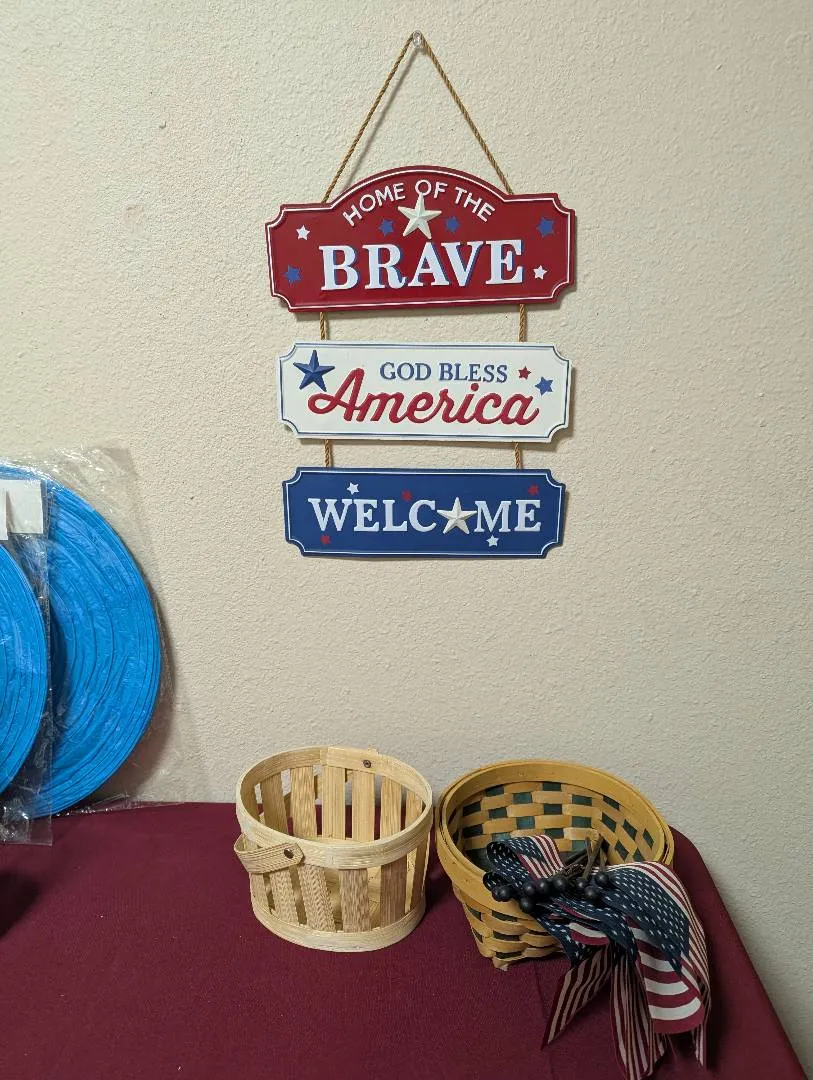 HOME OF THE
BRAVE
GOD BLESS
America
WELCOME